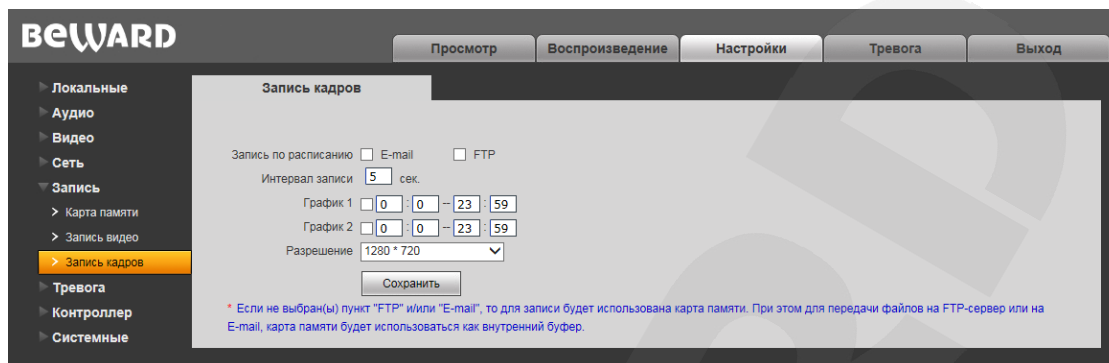 BEWARD
Просмотр Воспроизведение Настройки Тревога Выход
Локальные
Аудио
Видео
Сеть
Запись
> Карта памяти
> Запись видео
> Запись кадров
Тревога
Контроллер
Системные
Запись кадров
Запись по расписанию E-mail FTP
Интервал записи 5 сек.
График 1 0 : 0 -- 23 : 59
График 2 0 : 0 -- 23 : 59
Разрешение 1280 * 720
Сохранить
* Если не выбран(ы) пункт "FTP" и/или "E-mail", то для записи будет использована карта памяти. При этом для передачи файлов на FTP-сервер или на
E-mail, карта памяти будет использоваться как внутренний буфер.